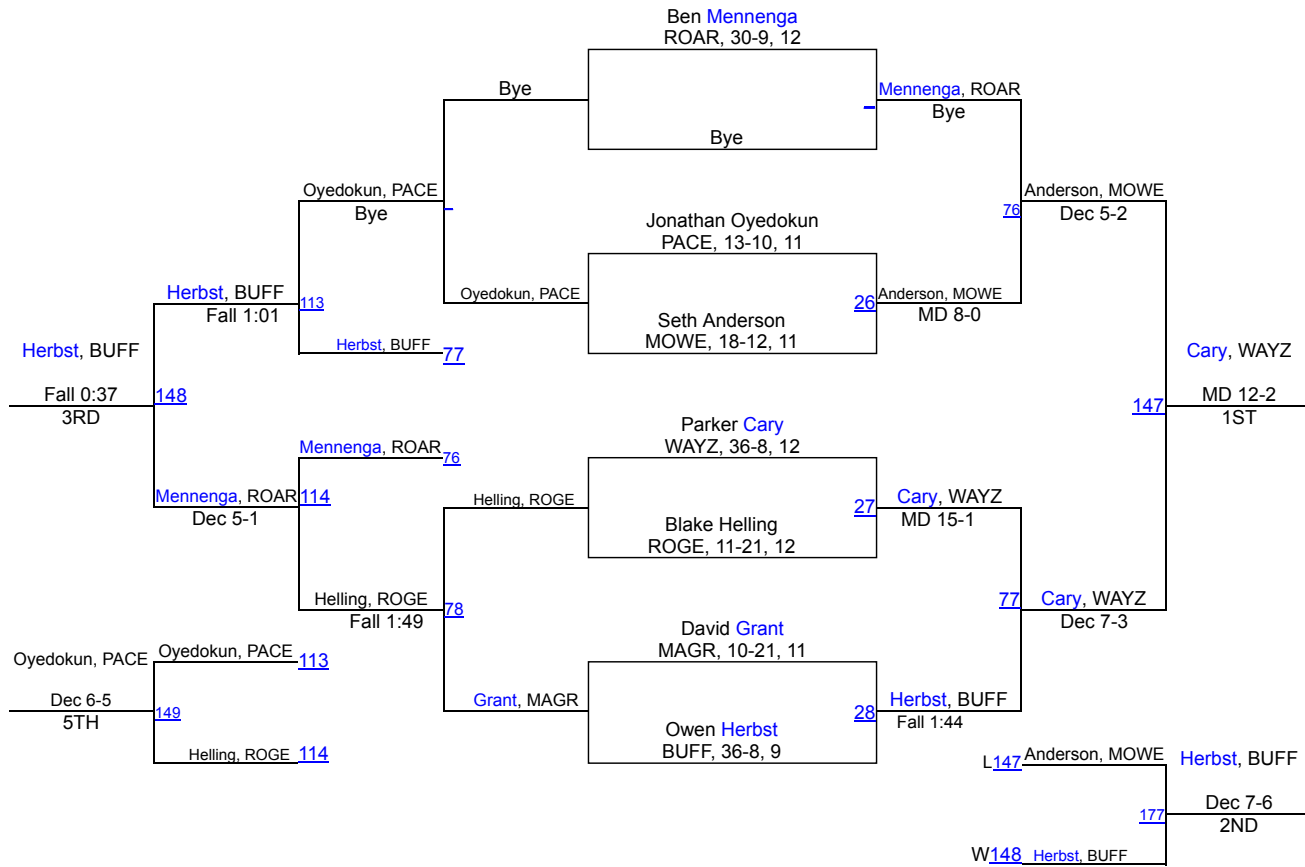 Ben Mennenga
ROAR, 30-9, 12
Bye
Mennenga, ROAR
Bye
Bye
Oyedokun, PACE
Bye
Anderson, MOWE
76
Dec 5-2
Jonathan Oyedokun
PACE, 13-10, 11
Herbst, BUFF
113
Fall 1:01
Oyedokun, PACE
26
Anderson, MOWE
MD 8-0
Seth Anderson
MOWE, 18-12, 11
Herbst, BUFF
77
Herbst, BUFF
Fall 0:37
148
3RD
Cary, WAYZ
147
MD 12-2
1ST
Parker Cary
WAYZ, 36-8, 12
Mennenga, ROAR
76
Mennenga, ROAR
114
Dec 5-1
Helling, ROGE
27
Cary, WAYZ
MD 15-1
Blake Helling
ROGE, 11-21, 12
Helling, ROGE
78
Fall 1:49
77
Cary, WAYZ
Dec 7-3
David Grant
MAGR, 10-21, 11
Oyedokun, PACE
Oyedokun, PACE
113
Dec 6-5
149
5TH
Grant, MAGR
28
Herbst, BUFF
Fall 1:44
Owen Herbst
BUFF, 36-8, 9
Helling, ROGE
114
L147
Anderson, MOWE
Herbst, BUFF
177
Dec 7-6
2ND
W148
Herbst, BUFF